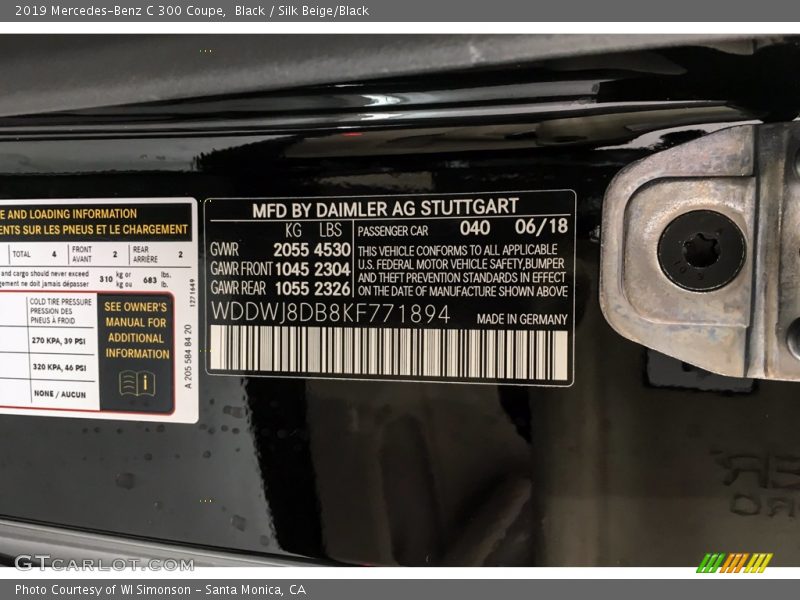 2019 Mercedes-Benz C 300 Coupe,  Black / Silk Beige/Black
E AND LOADING INFORMATION
ENTS SUR LES PNEUS ET LE CHARGEMENT
TOTAL 4 FRONT AVANT 2 REAR ARRIÈRE 2
and cargo should never exceed
gement ne doit jamais dépasser 310 kg or kg ou 683 lbs. lb.
COLD TIRE PRESSURE
PRESSION DES
PNEUS À FROID
270 KPA, 39 PSI
320 KPA, 46 PSI
NONE / AUCUN
SEE OWNER'S
MANUAL FOR
ADDITIONAL
INFORMATION
i
1271649
A 205 584 84 20
MFD BY DAIMLER AG STUTTGART
KG LBS
GVWR 2055 4530
GAWR FRONT 1045 2304
GAWR REAR 1055 2326
PASSENGER CAR 040 06/18
THIS VEHICLE CONFORMS TO ALL APPLICABLE
U.S. FEDERAL MOTOR VEHICLE SAFETY,BUMPER
AND THEFT PREVENTION STANDARDS IN EFFECT
ON THE DATE OF MANUFACTURE SHOWN ABOVE
WDDWJ8DB8KF771894 MADE IN GERMANY
GTCARLOT.COM
Photo Courtesy of WI Simonson - Santa Monica, CA